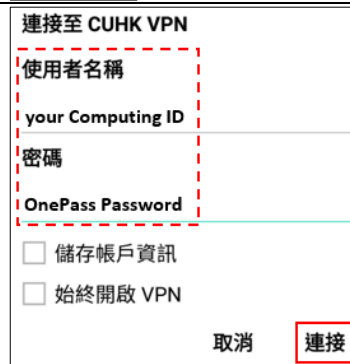 連接至 CUHK VPN
使用者名稱
your Computing ID
密碼
OnePass Password
儲存帳戶資訊
始終開啟 VPN
取消 連接